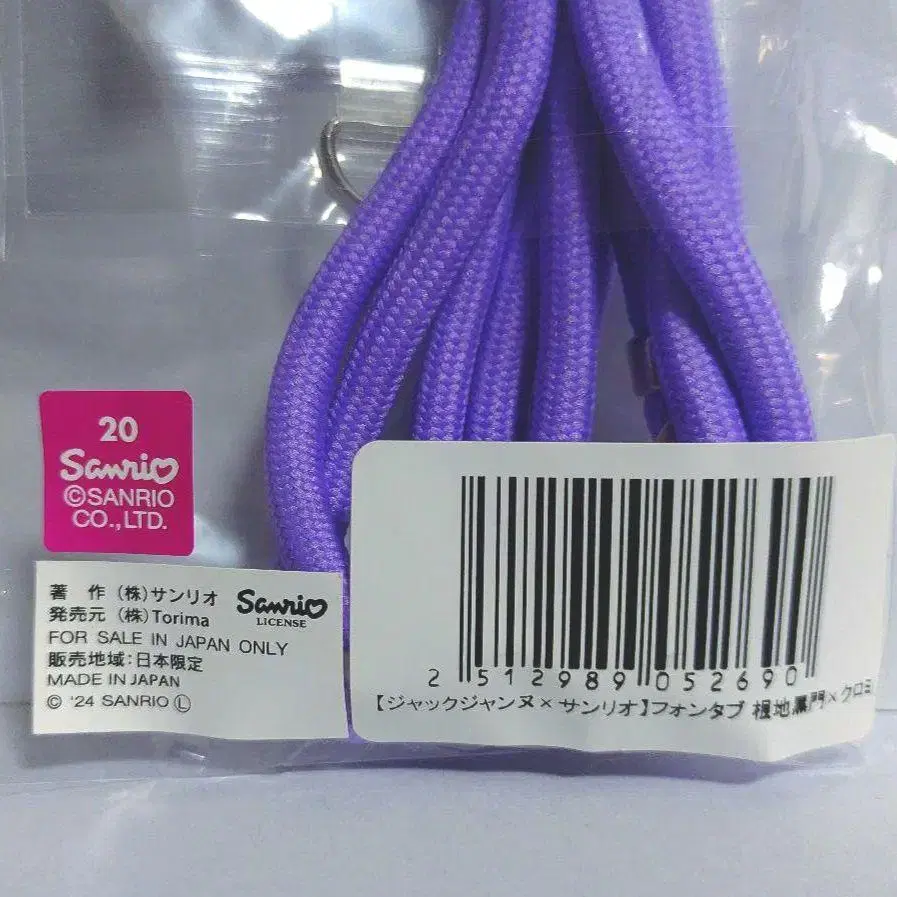 20
Sanrio
©SANRIO
CO.,LTD.
著 作 (株)サンリオ
Sanrio
LICENSE
発売元 (株)Torima
FOR SALE IN JAPAN ONLY
販売地域:日本限定
MADE IN JAPAN
© '24 SANRIO Ⓛ
2 512989 052690
【ジャックジャンヌ×サンリオ】フォンタブ 根地黒門×クロミ